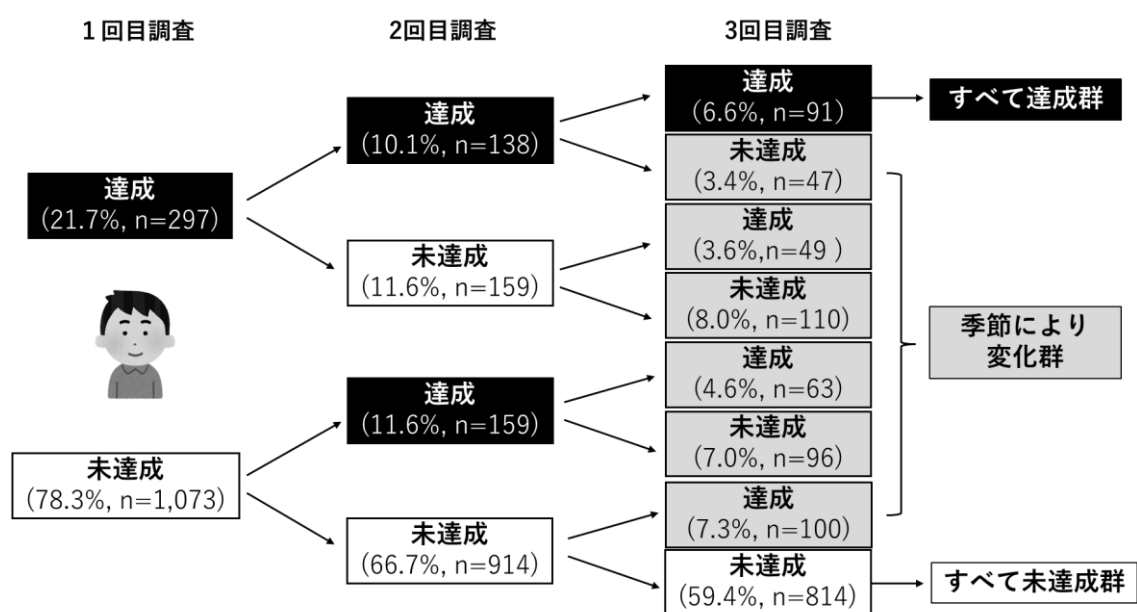 1回目調査
2回目調査
3回目調査
達成
(21.7%, n=297)
未達成
(78.3%, n=1,073)
達成
(10.1%, n=138)
未達成
(11.6%, n=159)
達成
(11.6%, n=159)
未達成
(66.7%, n=914)
達成
(6.6%, n=91)
未達成
(3.4%, n=47)
達成
(3.6%,n=49 )
未達成
(8.0%, n=110)
達成
(4.6%, n=63)
未達成
(7.0%, n=96)
達成
(7.3%, n=100)
未達成
(59.4%, n=814)
すべて達成群
季節により
変化群
すべて未達成群